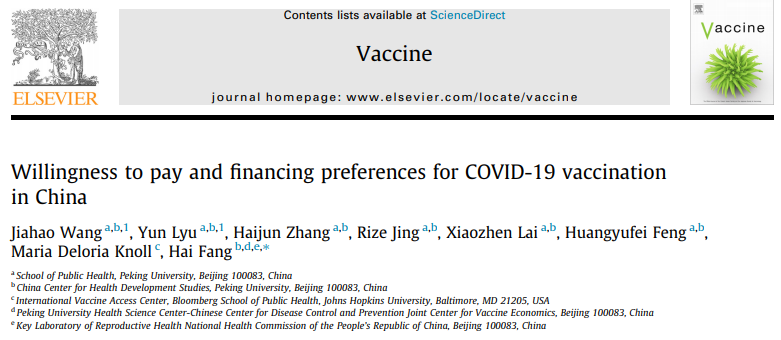 Contents lists available at ScienceDirect
Vaccine
journal homepage: www.elsevier.com/locate/vaccine
ELSEVIER
Vaccine
Willingness to pay and financing preferences for COVID-19 vaccination
in China
Jiahao Wang a,b,1, Yun Lyu a,b,1, Haijun Zhang a,b, Rize Jing a,b, Xiaozhen Lai a,b, Huangyufei Feng a,b,
Maria Deloria Knoll c, Hai Fang b,d,e,*
a School of Public Health, Peking University, Beijing 100083, China
b China Center for Health Development Studies, Peking University, Beijing 100083, China
c International Vaccine Access Center, Bloomberg School of Public Health, Johns Hopkins University, Baltimore, MD 21205, USA
d Peking University Health Science Center-Chinese Center for Disease Control and Prevention Joint Center for Vaccine Economics, Beijing 100083, China
e Key Laboratory of Reproductive Health National Health Commission of the People's Republic of China, Beijing 100083, China